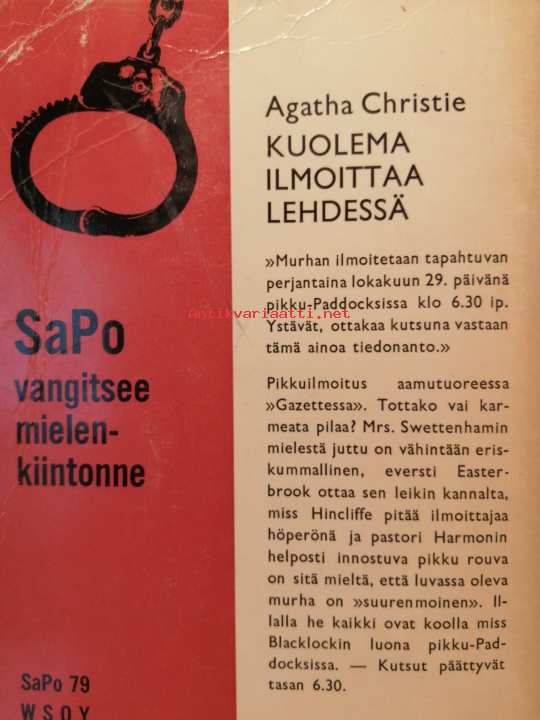 Agatha Christie
KUOLEMA
ILMOITTAA
LEHDESSÄ
»Murhan ilmoitetaan tapahtuvan
perjantaina lokakuun 29. päivänä
pikku-Paddocksissa klo 6.30 ip.
Ystävät, ottakaa kutsuna vastaan
tämä ainoa tiedonanto.»
Pikkuilmoitus aamutuoreessa
»Gazettessa». Tottako vai kar-
meata pilaa? Mrs. Swettenhamin
mielestä juttu on vähintään eris-
kummallinen, eversti Easter-
brook ottaa sen leikin kannalta,
miss Hincliffe pitää ilmoittajaa
höperönä ja pastori Harmonin
helposti innostuva pikku rouva
on sitä mieltä, että luvassa oleva
murha on »suurenmoinen». Il-
lalla he kaikki ovat koolla miss
Blacklockin luona pikku-Pad-
docksissa. — Kutsut päättyvät
tasan 6.30.
SaPo
vangitsee
mielen-
kiintonne
SaPo 79
WSOY
Antikvariaatti.net